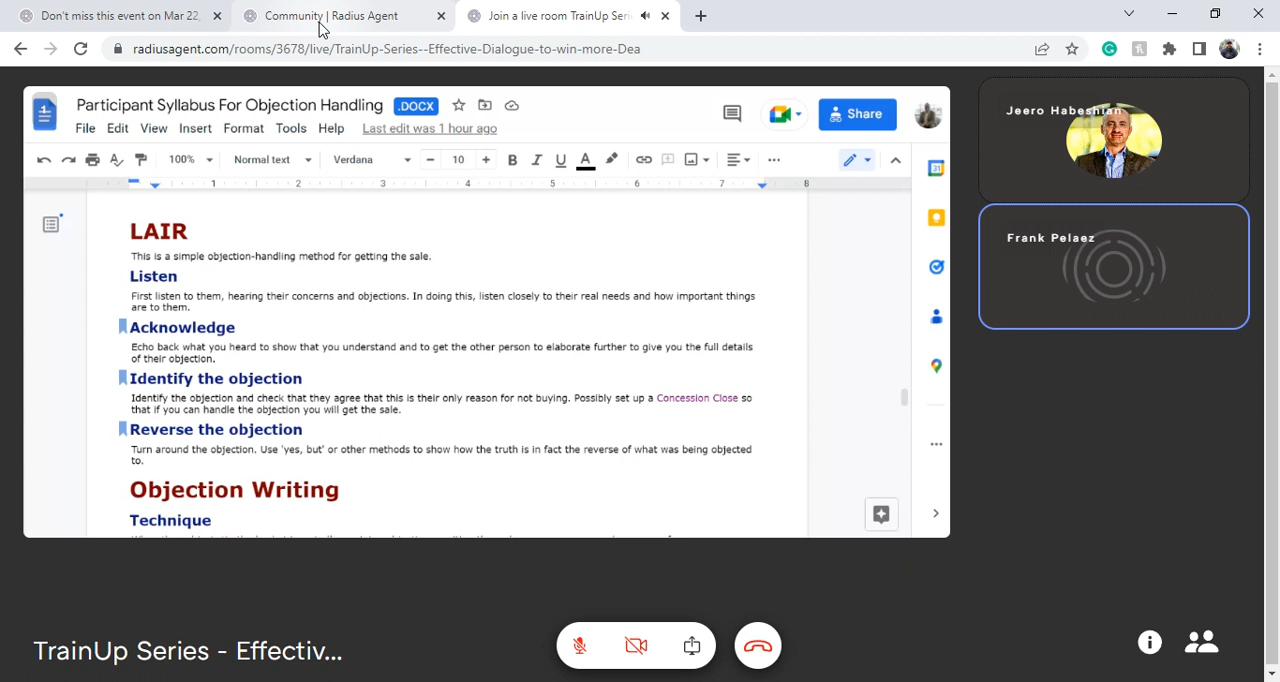 Don't miss this event on Mar 22,
Community | Radius Agent
Join a live room TrainUp Seri
radiusagent.com/rooms/3678/live/TrainUp-Series--Effective-Dialogue-to-win-more-Dea
Participant Syllabus For Objection Handling .DOCX
File Edit View Insert Format Tools Help Last edit was 1 hour ago
Share
100% Normal text Verdana 10 B I U A
1 2 3 4 5 6 7 8
LAIR
This is a simple objection-handling method for getting the sale.
Listen
First listen to them, hearing their concerns and objections. In doing this, listen closely to their real needs and how important things
are to them.
Acknowledge
Echo back what you heard to show that you understand and to get the other person to elaborate further to give you the full details
of their objection.
Identify the objection
Identify the objection and check that they agree that this is their only reason for not buying. Possibly set up a Concession Close so
that if you can handle the objection you will get the sale.
Reverse the objection
Turn around the objection. Use 'yes, but' or other methods to show how the truth is in fact the reverse of what was being objected
to.
Objection Writing
Technique
Jeero Habeshian
Frank Pelaez
TrainUp Series - Effectiv...